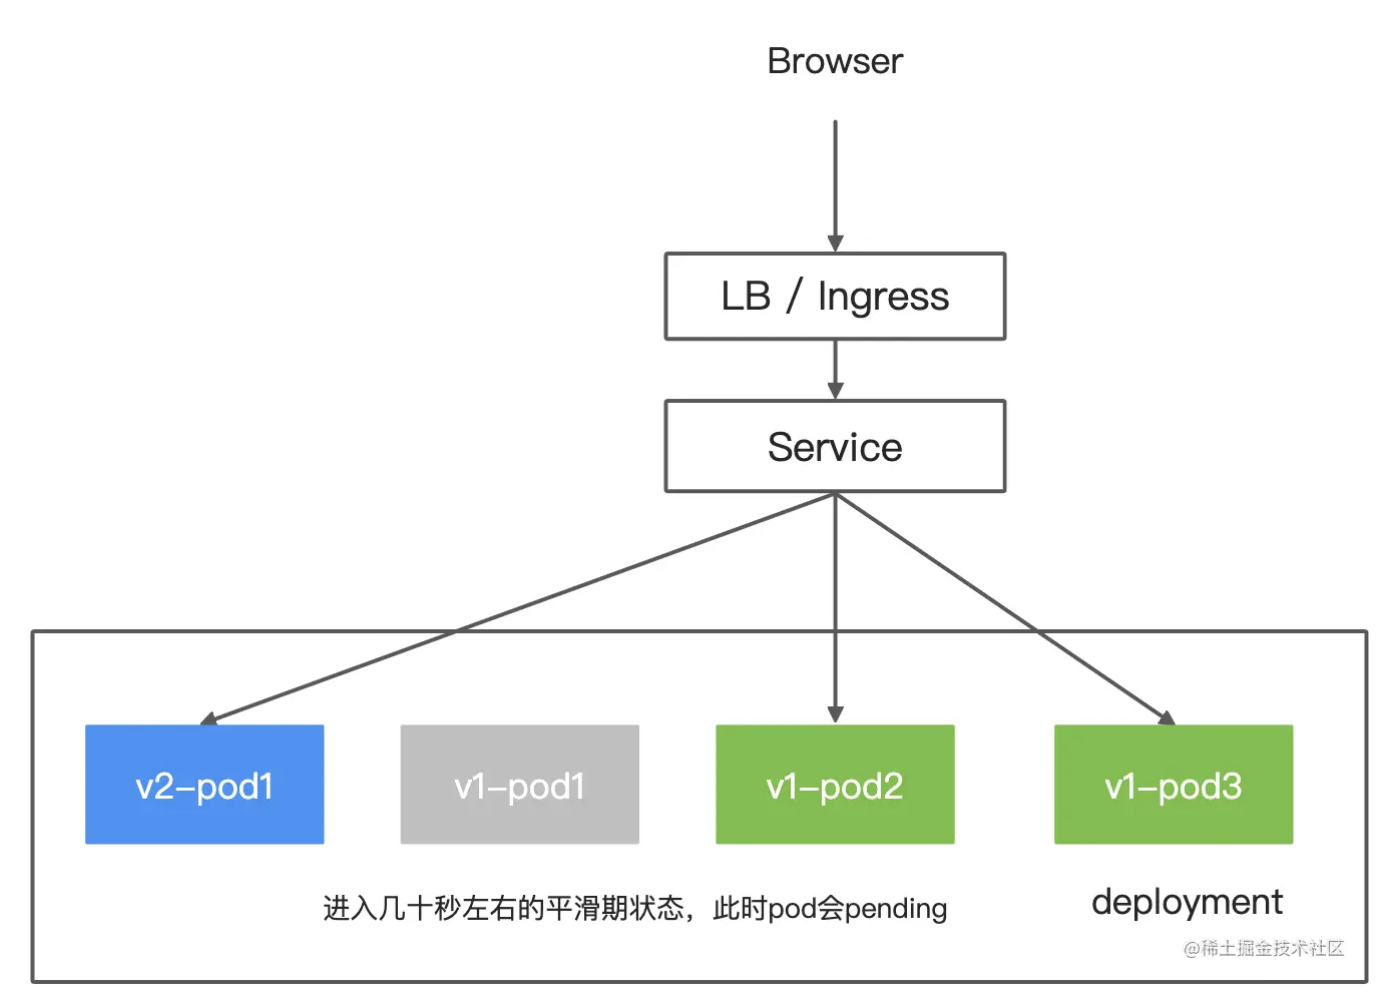 Browser
LB / Ingress
Service
v2-pod1
v1-pod1
v1-pod2
v1-pod3
进入几十秒左右的平滑期状态，此时pod会pending
deployment
@稀土掘金技术社区